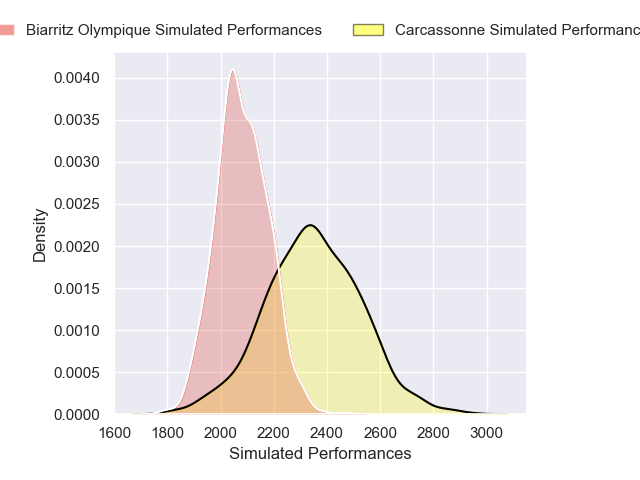 Biarritz Olympique Simulated Performances
Carcassonne Simulated Performanc
0.0040
0.0035
0.0030
0.0025
0.0020
0.0015
0.0010
0.0005
0.0000
Density
1600 1800 2000 2200 2400 2600 2800 3000
Simulated Performances